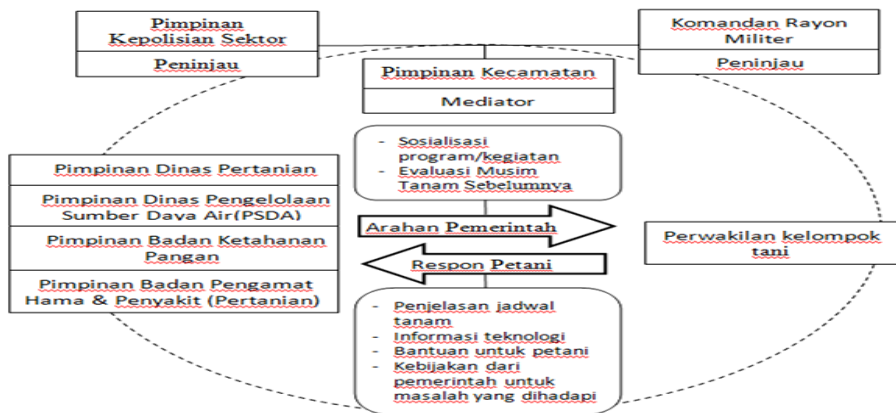 Pimpinan
Kepolisian Sektor
Peninjau
Komandan Rayon
Militer
Peninjau
Pimpinan Kecamatan
Mediator
- Sosialisasi
program/kegiatan
- Evaluasi Musim
Tanam Sebelumnya
Pimpinan Dinas Pertanian
Pimpinan Dinas Pengelolaan
Sumber Daya Air(PSDA)
Pimpinan Badan Ketahanan
Pangan
Pimpinan Badan Pengamat
Hama & Penyakit (Pertanian)
Arahan Pemerintah
Respon Petani
Perwakilan kelompok
tani
- Penjelasan jadwal
tanam
- Informasi teknologi
- Bantuan untuk petani
- Kebijakan dari
pemerintah untuk
masalah yang dihadapi